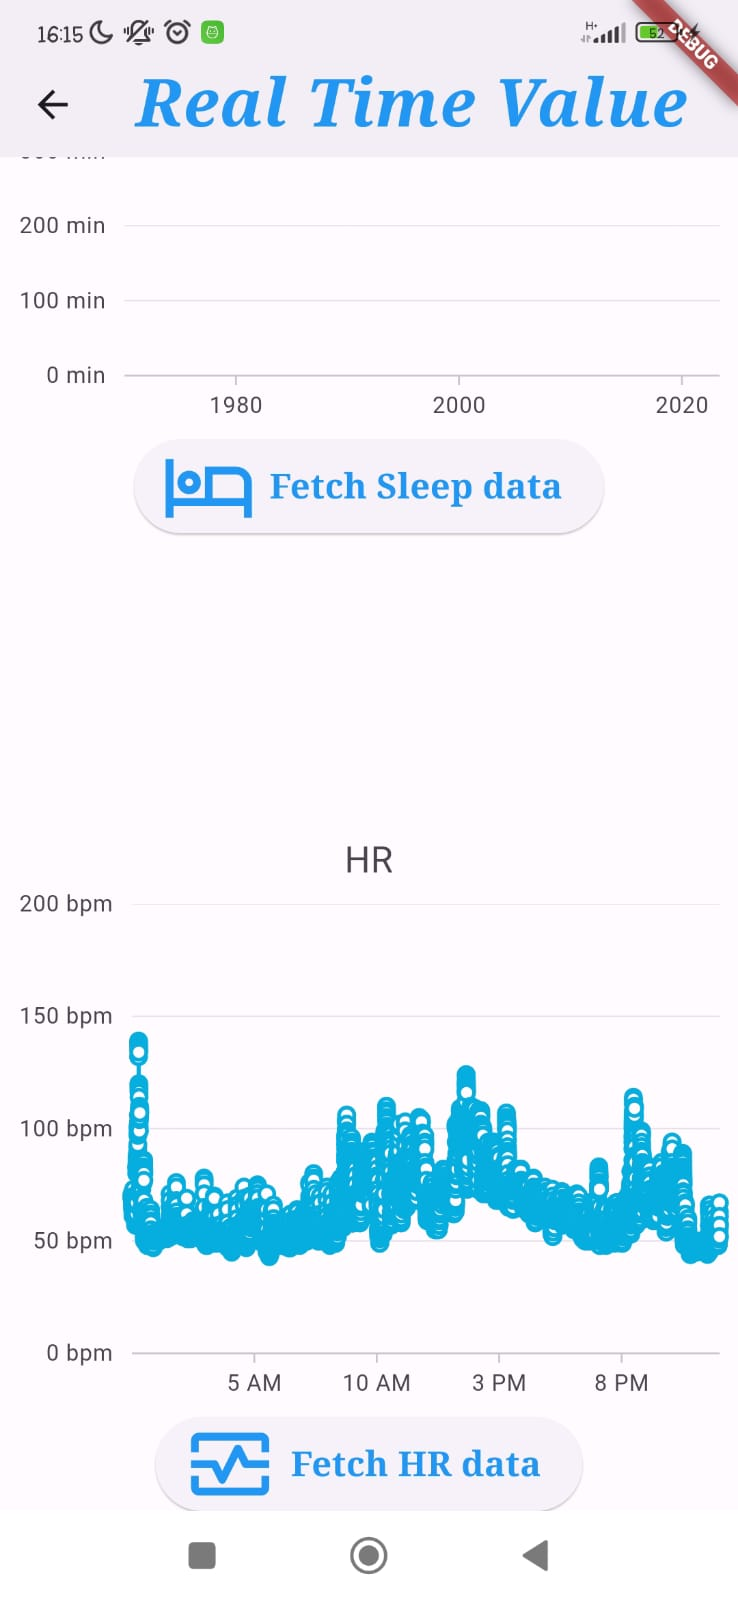 16:15
H+
52
DEBUG
Real Time Value
200 min
100 min
0 min
1980 2000 2020
Fetch Sleep data
HR
200 bpm
150 bpm
100 bpm
50 bpm
0 bpm
5 AM 10 AM 3 PM 8 PM
Fetch HR data